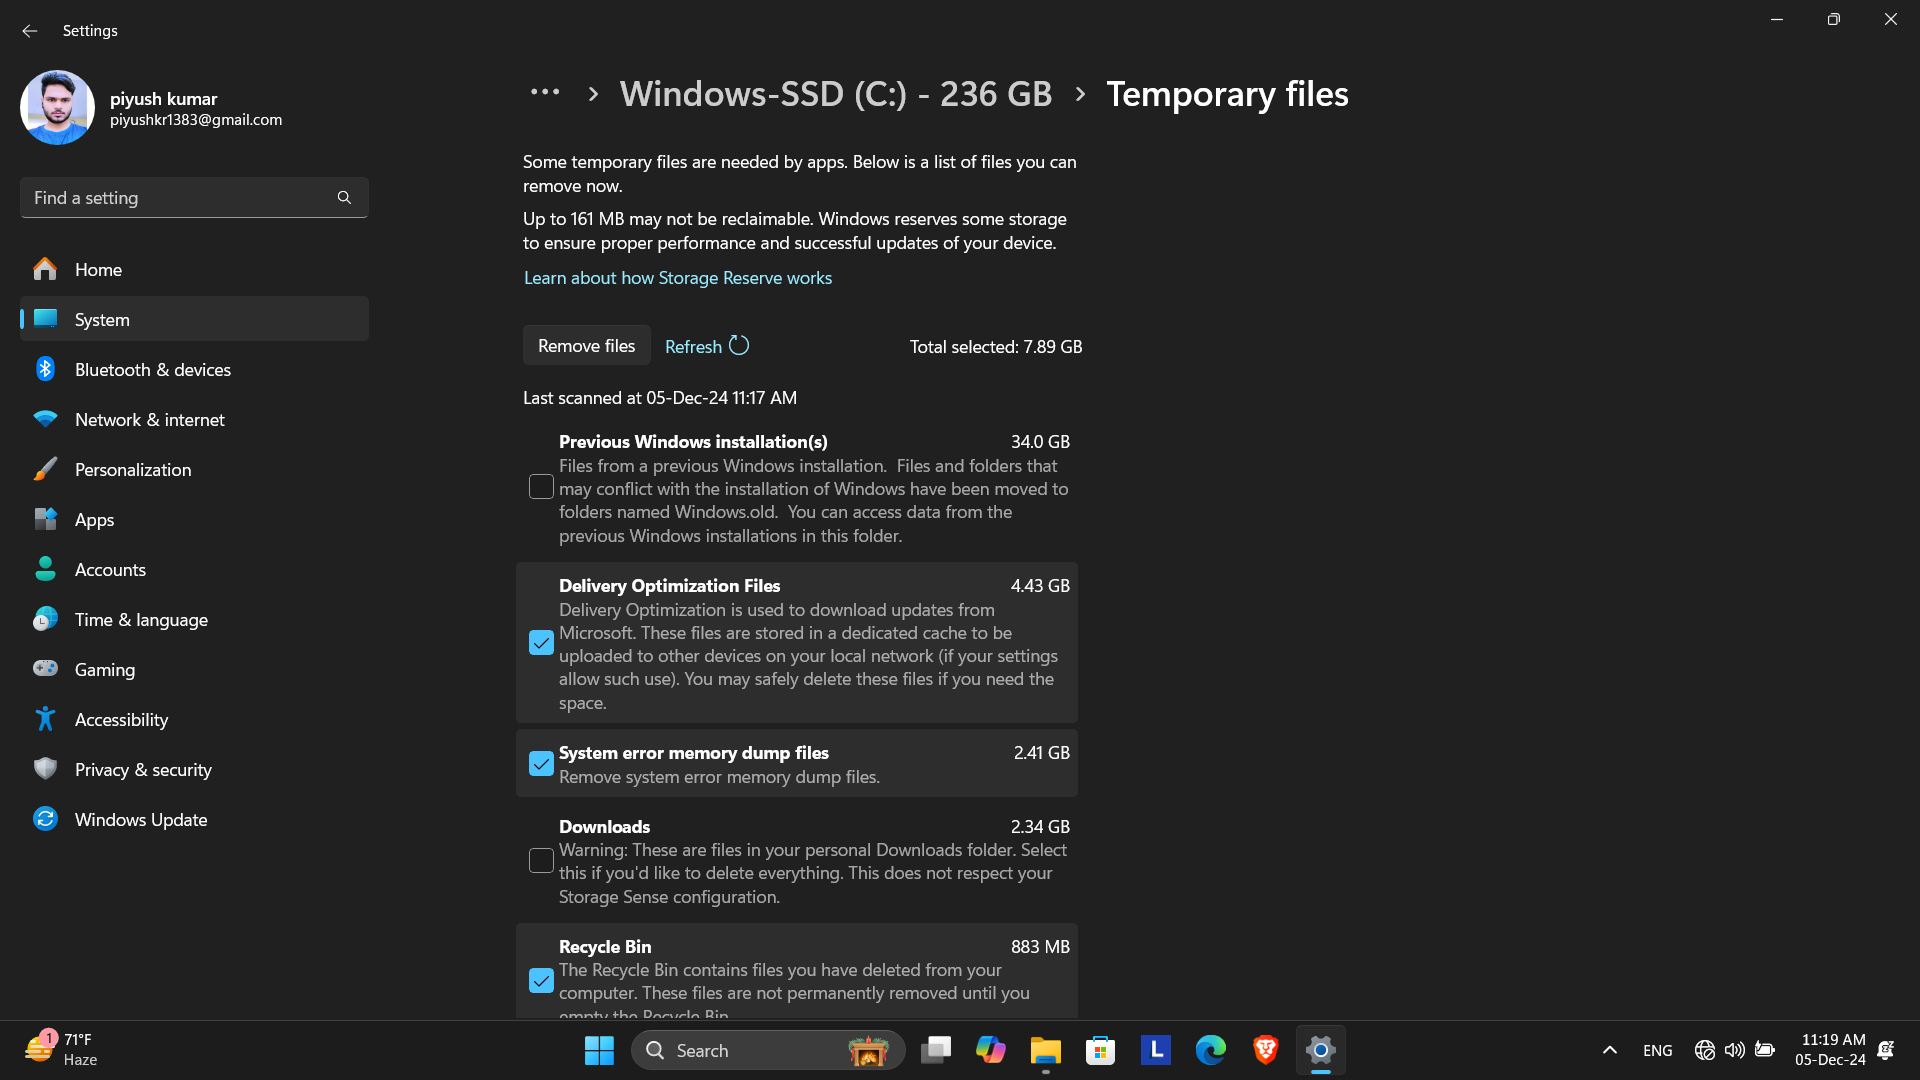 Settings
piyush kumar
piyushkr1383@gmail.com
Find a setting
Home
System
Bluetooth & devices
Network & internet
Personalization
Apps
Accounts
Time & language
Gaming
Accessibility
Privacy & security
Windows Update
... > Windows-SSD (C:) - 236 GB > Temporary files
Some temporary files are needed by apps. Below is a list of files you can
remove now.
Up to 161 MB may not be reclaimable. Windows reserves some storage
to ensure proper performance and successful updates of your device.
Learn about how Storage Reserve works
Remove files Refresh Total selected: 7.89 GB
Last scanned at 05-Dec-24 11:17 AM
Previous Windows installation(s) 34.0 GB
Files from a previous Windows installation.  Files and folders that
may conflict with the installation of Windows have been moved to
folders named Windows.old.  You can access data from the
previous Windows installations in this folder.
Delivery Optimization Files 4.43 GB
Delivery Optimization is used to download updates from
Microsoft. These files are stored in a dedicated cache to be
uploaded to other devices on your local network (if your settings
allow such use). You may safely delete these files if you need the
space.
System error memory dump files 2.41 GB
Remove system error memory dump files.
Downloads 2.34 GB
Warning: These are files in your personal Downloads folder. Select
this if you'd like to delete everything. This does not respect your
Storage Sense configuration.
Recycle Bin 883 MB
The Recycle Bin contains files you have deleted from your
computer. These files are not permanently removed until you
empty the Recycle Bin.
1
71°F
Haze
Search
L
ENG
11:19 AM
05-Dec-24